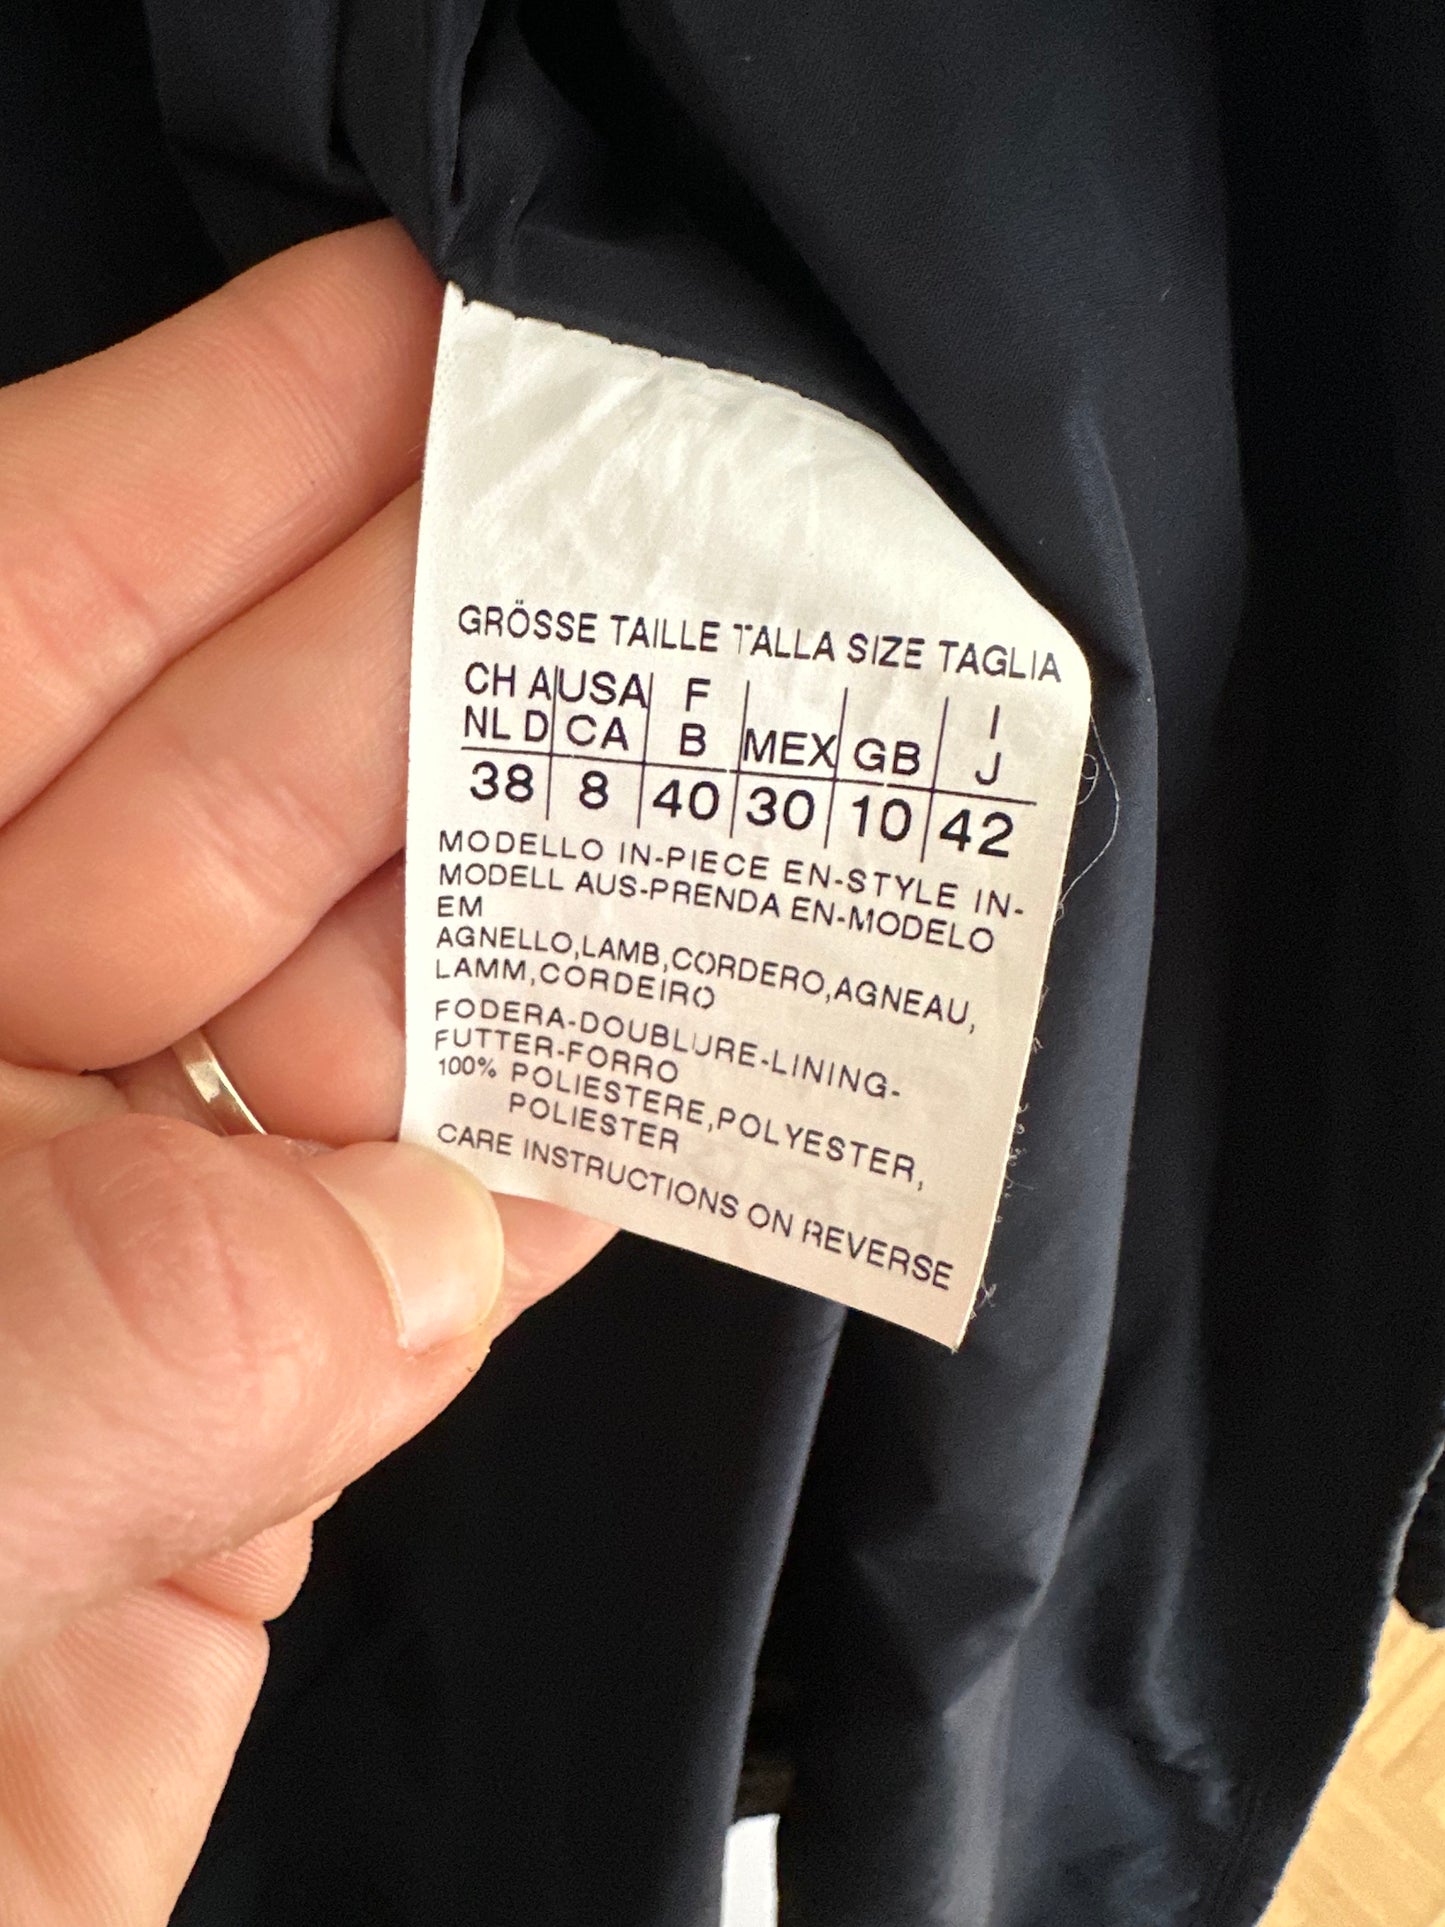 GRÖSSE TAILLE TALLA SIZE TAGLIA
CH A USA F I
NL D CA B MEX GB J
38 8 40 30 10 42
MODELLO IN-PIECE EN-STYLE IN-
MODELL AUS-PRENDA EN-MODELO
EM
AGNELLO,LAMB,CORDERO,AGNEAU,
LAMM,CORDEIRO
FODERA-DOUBLURE-LINING-
FUTTER-FORRO
100% POLIESTERE,POLYESTER,
POLIESTER
CARE INSTRUCTIONS ON REVERSE